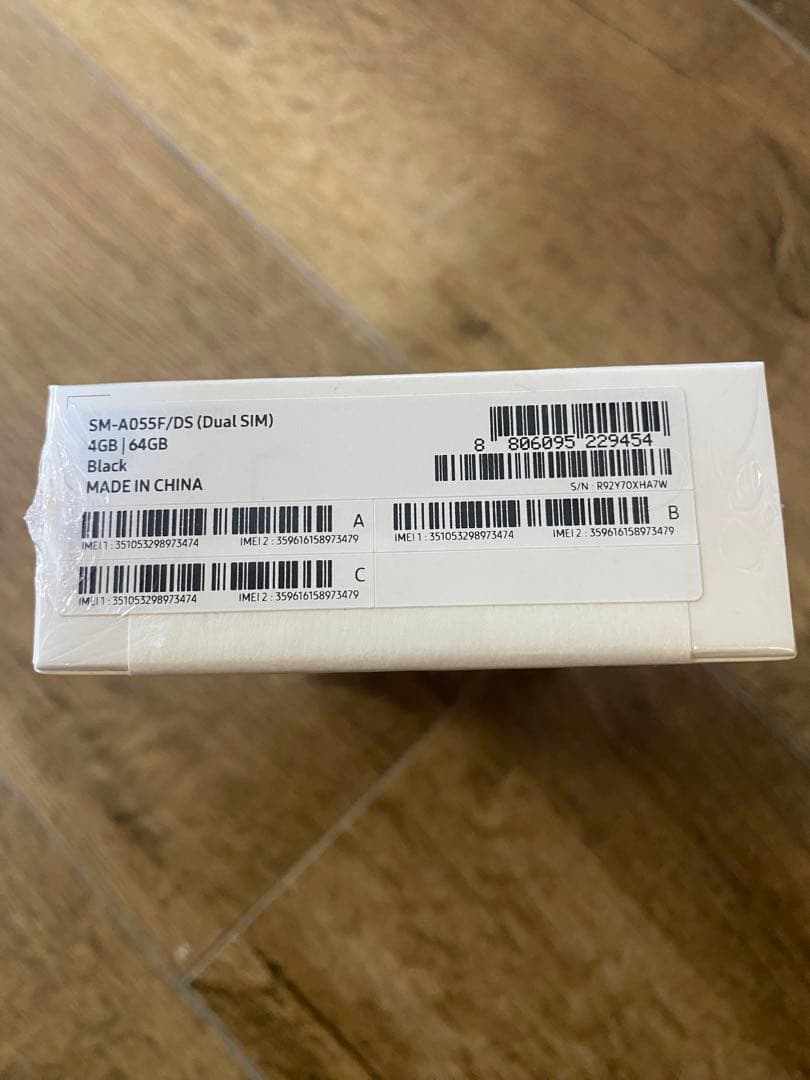 SM-A055F/DS (Dual SIM)
4GB | 64GB
Black
MADE IN CHINA
8 806095 229454
S/N : R92Y70XHA7W
IMEI 1 : 351053298973474 IMEI 2 : 359616158973479 A
IMEI 1 : 351053298973474 IMEI 2 : 359616158973479 B
IMEI 1 : 351053298973474 IMEI 2 : 359616158973479 C